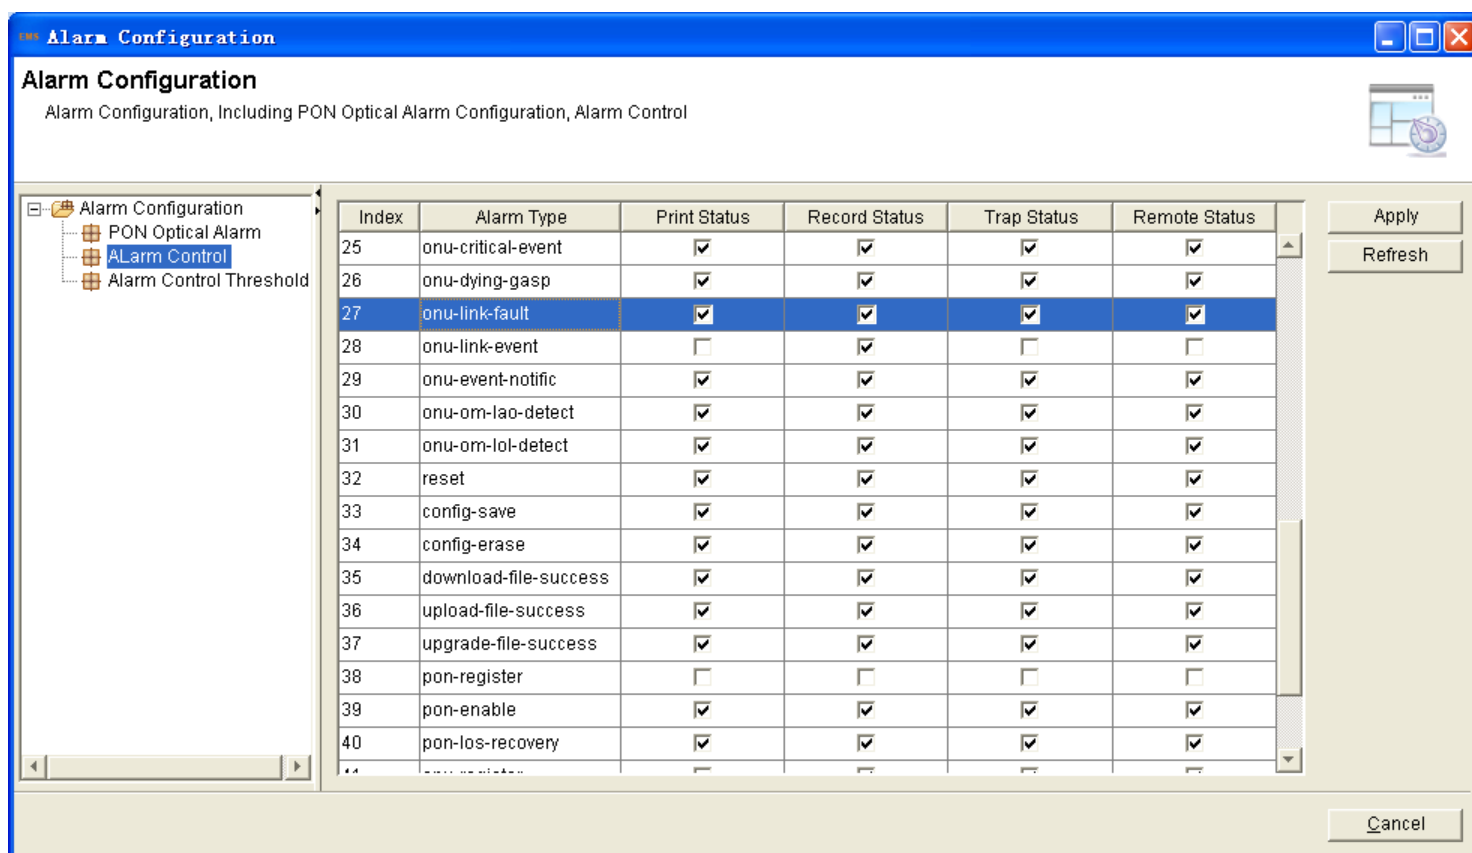 EMS Alarm Configuration
Alarm Configuration
Alarm Configuration, Including PON Optical Alarm Configuration, Alarm Control
Alarm Configuration
PON Optical Alarm
ALarm Control
Alarm Control Threshold
Index Alarm Type Print Status Record Status Trap Status Remote Status
25 onu-critical-event
26 onu-dying-gasp
27 onu-link-fault
28 onu-link-event
29 onu-event-notific
30 onu-om-lao-detect
31 onu-om-lol-detect
32 reset
33 config-save
34 config-erase
35 download-file-success
36 upload-file-success
37 upgrade-file-success
38 pon-register
39 pon-enable
40 pon-los-recovery
Apply
Refresh
Cancel